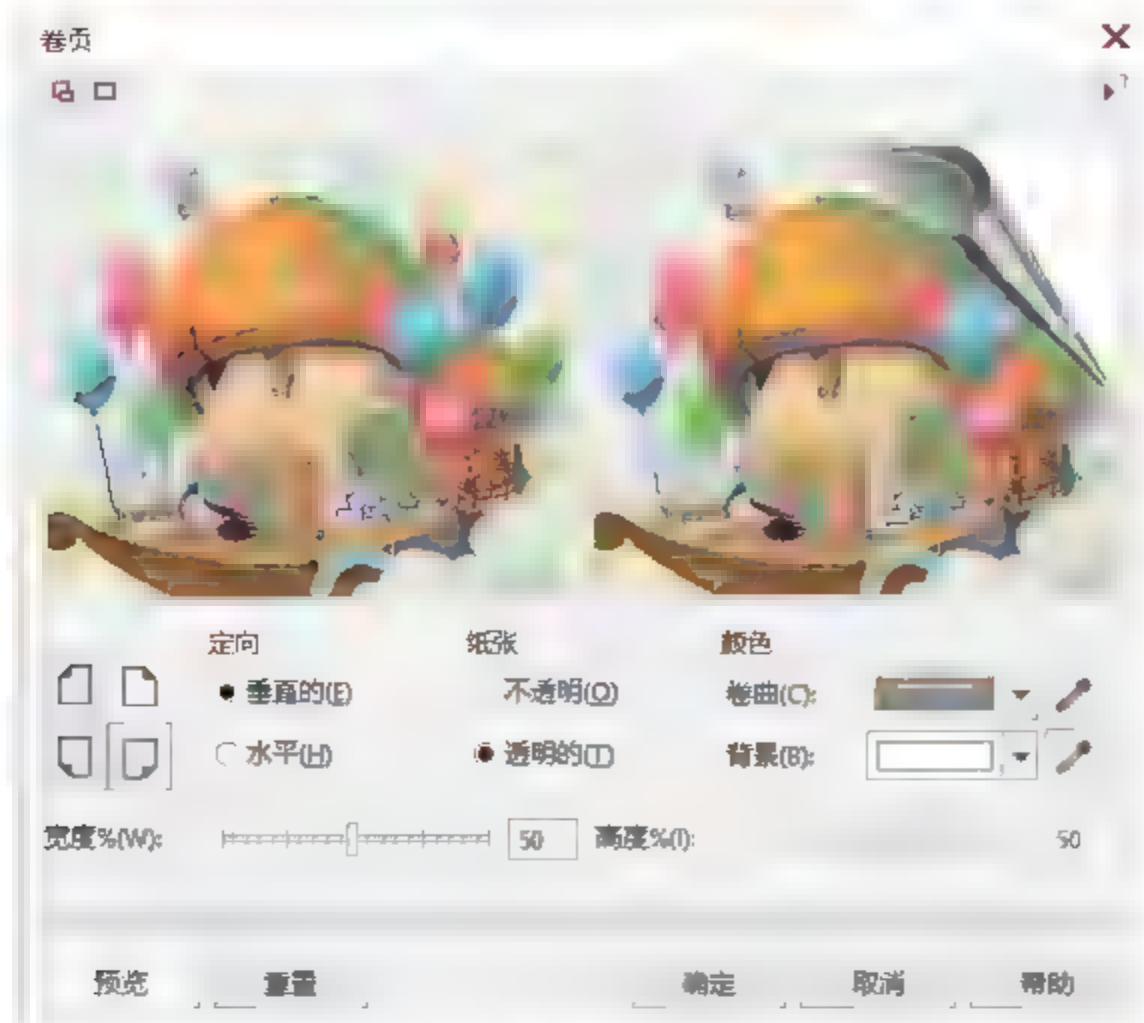 卷页
定向 纸张 颜色
垂直的(E) 不透明(O) 卷曲(C):
水平(H) 透明的(T) 背景(B):
宽度%(W): 50 高度%(I): 50
预览 重置 确定 取消 帮助